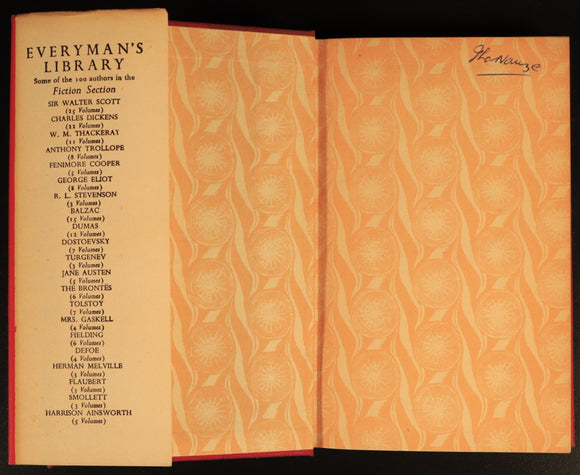 EVERYMAN'S
LIBRARY
Some of the 100 authors in the
Fiction Section
SIR WALTER SCOTT
(25 Volumes)
CHARLES DICKENS
(22 Volumes)
W. M. THACKERAY
(11 Volumes)
ANTHONY TROLLOPE
(8 Volumes)
FENIMORE COOPER
(5 Volumes)
GEORGE ELIOT
(8 Volumes)
R. L. STEVENSON
(3 Volumes)
BALZAC
(15 Volumes)
DUMAS
(12 Volumes)
DOSTOEVSKY
(7 Volumes)
TURGENEV
(3 Volumes)
JANE AUSTEN
(5 Volumes)
THE BRONTËS
(6 Volumes)
TOLSTOY
(7 Volumes)
MRS. GASKELL
(4 Volumes)
FIELDING
(6 Volumes)
DEFOE
(4 Volumes)
HERMAN MELVILLE
(3 Volumes)
FLAUBERT
(3 Volumes)
SMOLLETT
(3 Volumes)
HARRISON AINSWORTH
(5 Volumes)